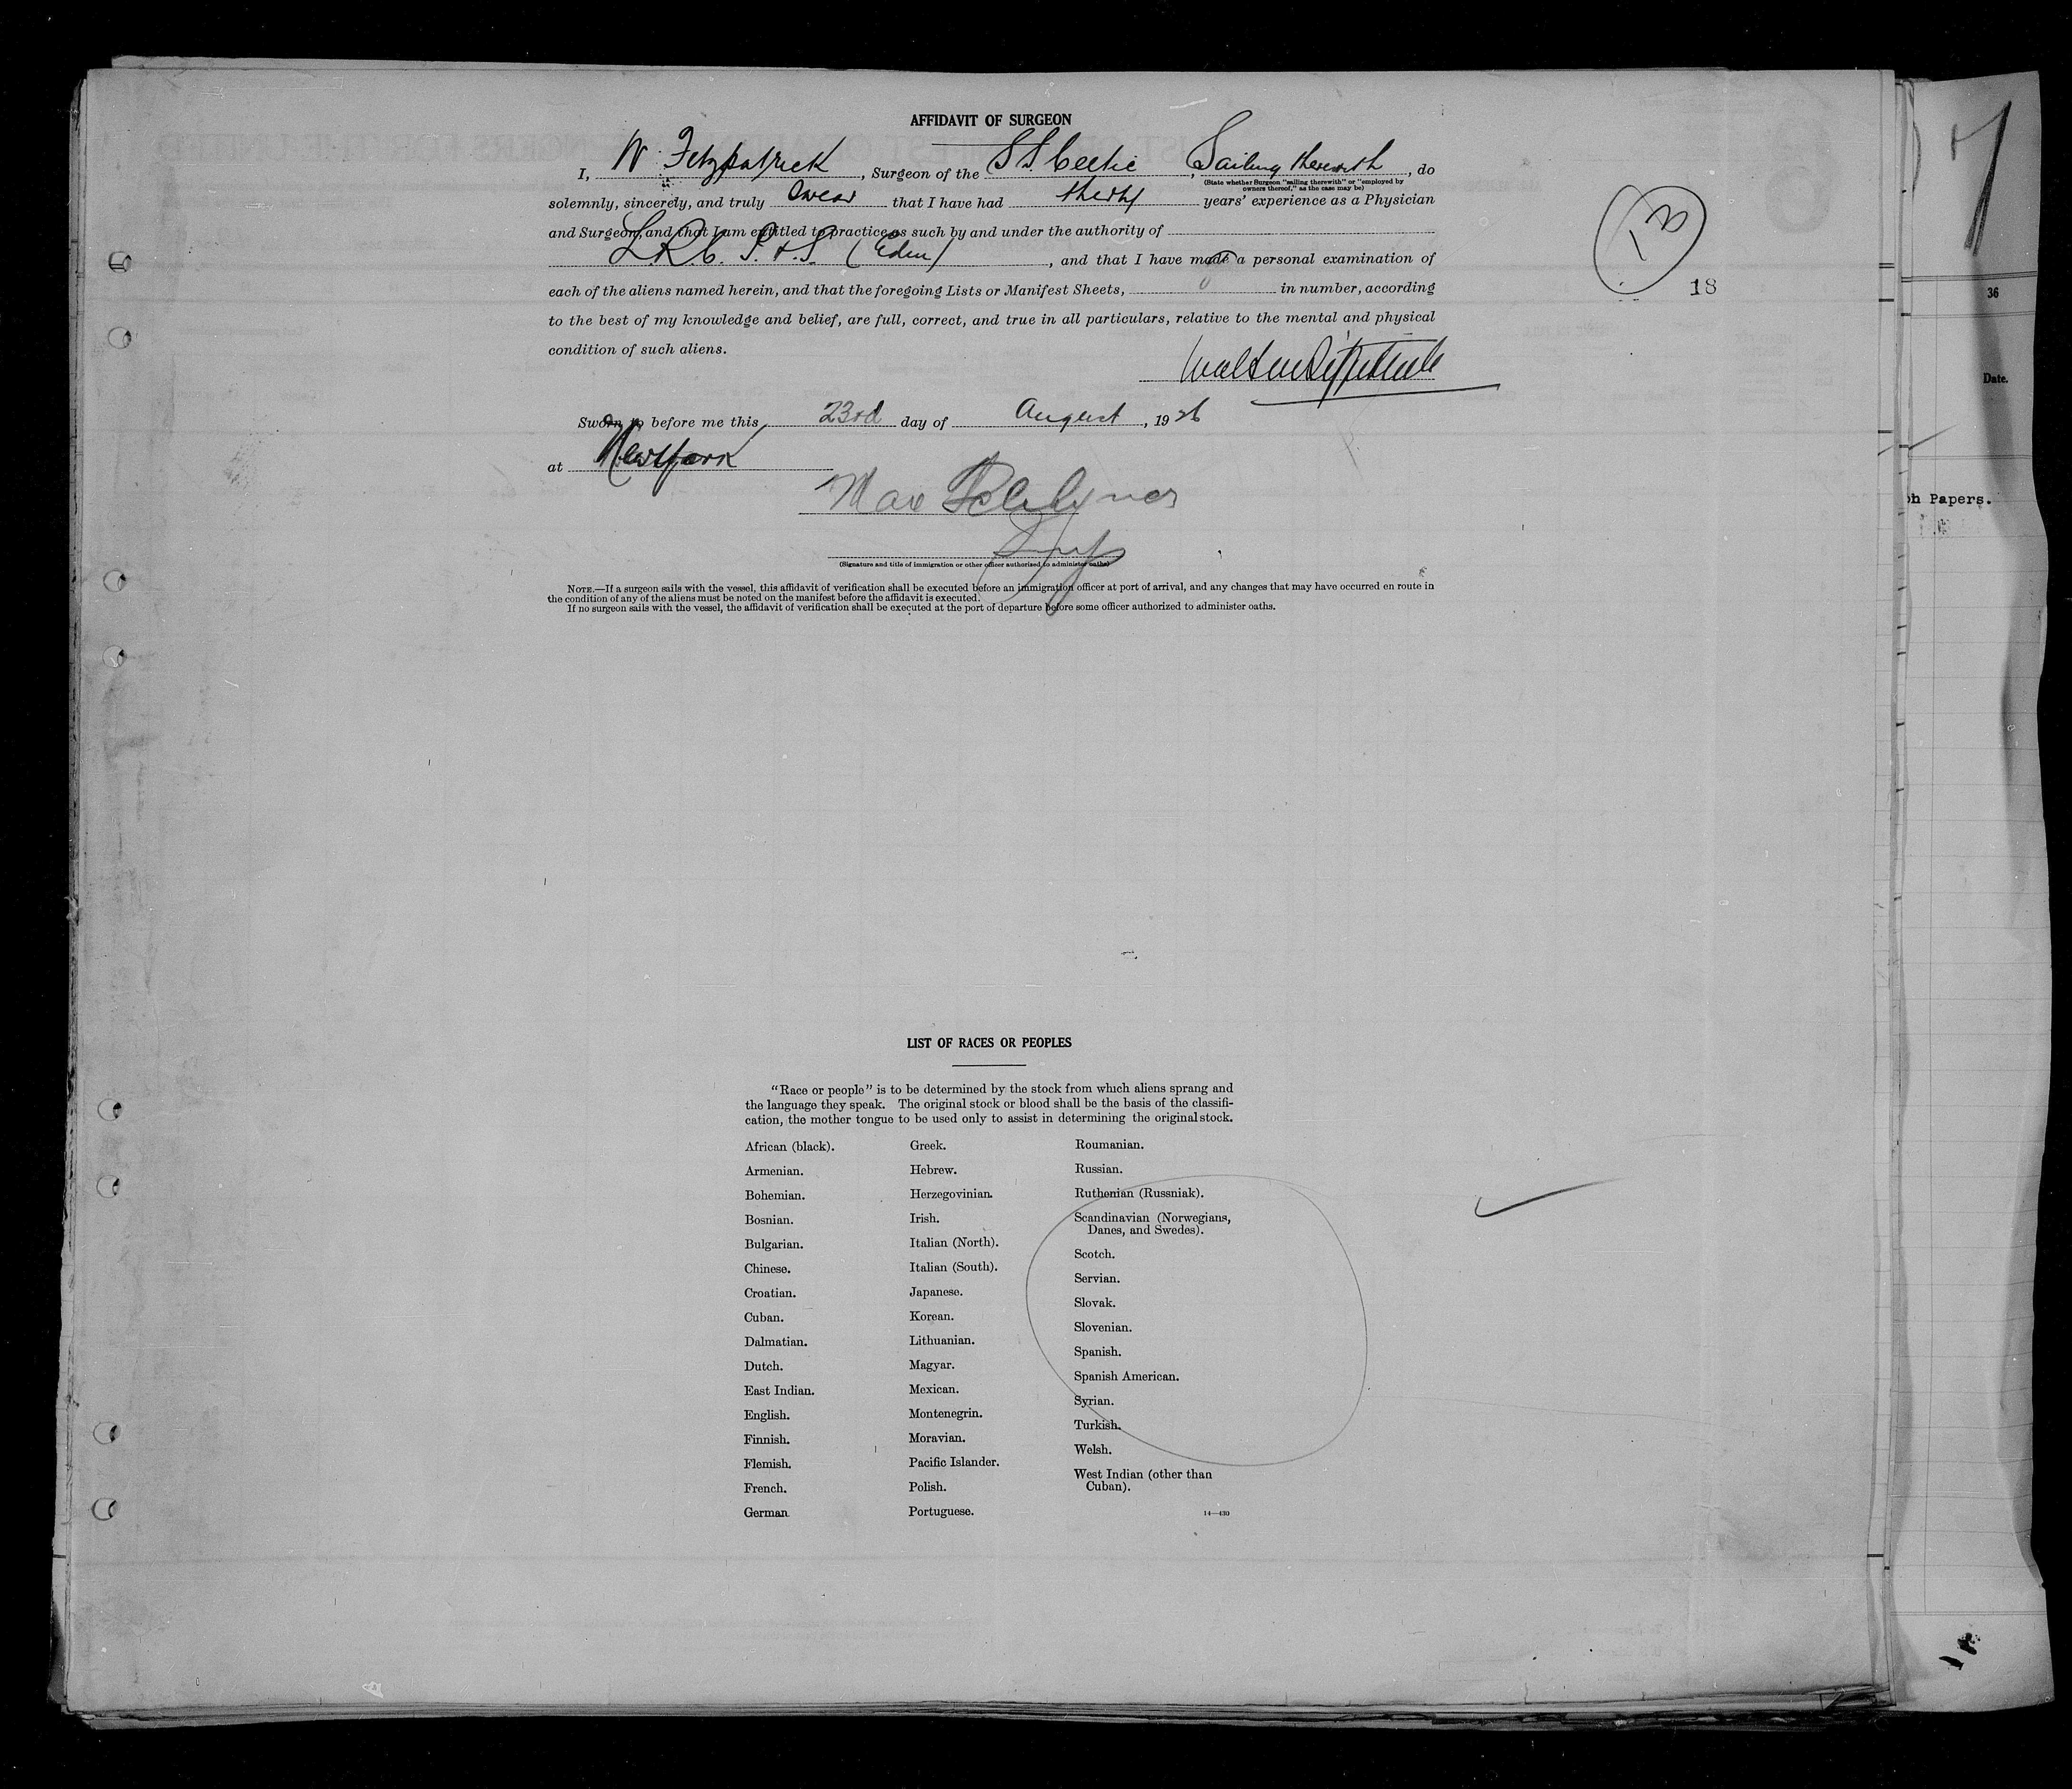 AFFIDAVIT OF SURGEON
I, W. Fitzpatrick, Surgeon of the SS Celtic, Sailing therewith, do
(State whether Surgeon "sailing therewith" or "employed by
owners thereof," as the case may be)
solemnly, sincerely, and truly swear that I have had thirty years' experience as a Physician
and Surgeon, and that I am entitled to practice as such by and under the authority of
L.R.C. P. & S. (Edin), and that I have made a personal examination of
each of the aliens named herein, and that the foregoing Lists or Manifest Sheets, in number, according
to the best of my knowledge and belief, are full, correct, and true in all particulars, relative to the mental and physical
condition of such aliens.
Walter Fitzpatrick
Sworn to before me this 23rd day of August, 1926
at New York
Max
(Signature and title of immigration or other officer authorized to administer oaths)
NOTE.—If a surgeon sails with the vessel, this affidavit of verification shall be executed before an immigration officer at port of arrival, and any changes that may have occurred en route in
the condition of any of the aliens must be noted on the manifest before the affidavit is executed.
If no surgeon sails with the vessel, the affidavit of verification shall be executed at the port of departure before some officer authorized to administer oaths.
18
36
Date.
ph Papers.
LIST OF RACES OR PEOPLES
"Race or people" is to be determined by the stock from which aliens sprang and
the language they speak. The original stock or blood shall be the basis of the classifi-
cation, the mother tongue to be used only to assist in determining the original stock.
African (black).
Armenian.
Bohemian.
Bosnian.
Bulgarian.
Chinese.
Croatian.
Cuban.
Dalmatian.
Dutch.
East Indian.
English.
Finnish.
Flemish.
French.
German
Greek.
Hebrew.
Herzegovinian.
Irish.
Italian (North).
Italian (South).
Japanese.
Korean.
Lithuanian.
Magyar.
Mexican.
Montenegrin.
Moravian.
Pacific Islander.
Polish.
Portuguese.
Roumanian.
Russian.
Ruthenian (Russniak).
Scandinavian (Norwegians,
Danes, and Swedes).
Scotch.
Servian.
Slovak.
Slovenian.
Spanish.
Spanish American.
Syrian.
Turkish.
Welsh.
West Indian (other than
Cuban).
14—430